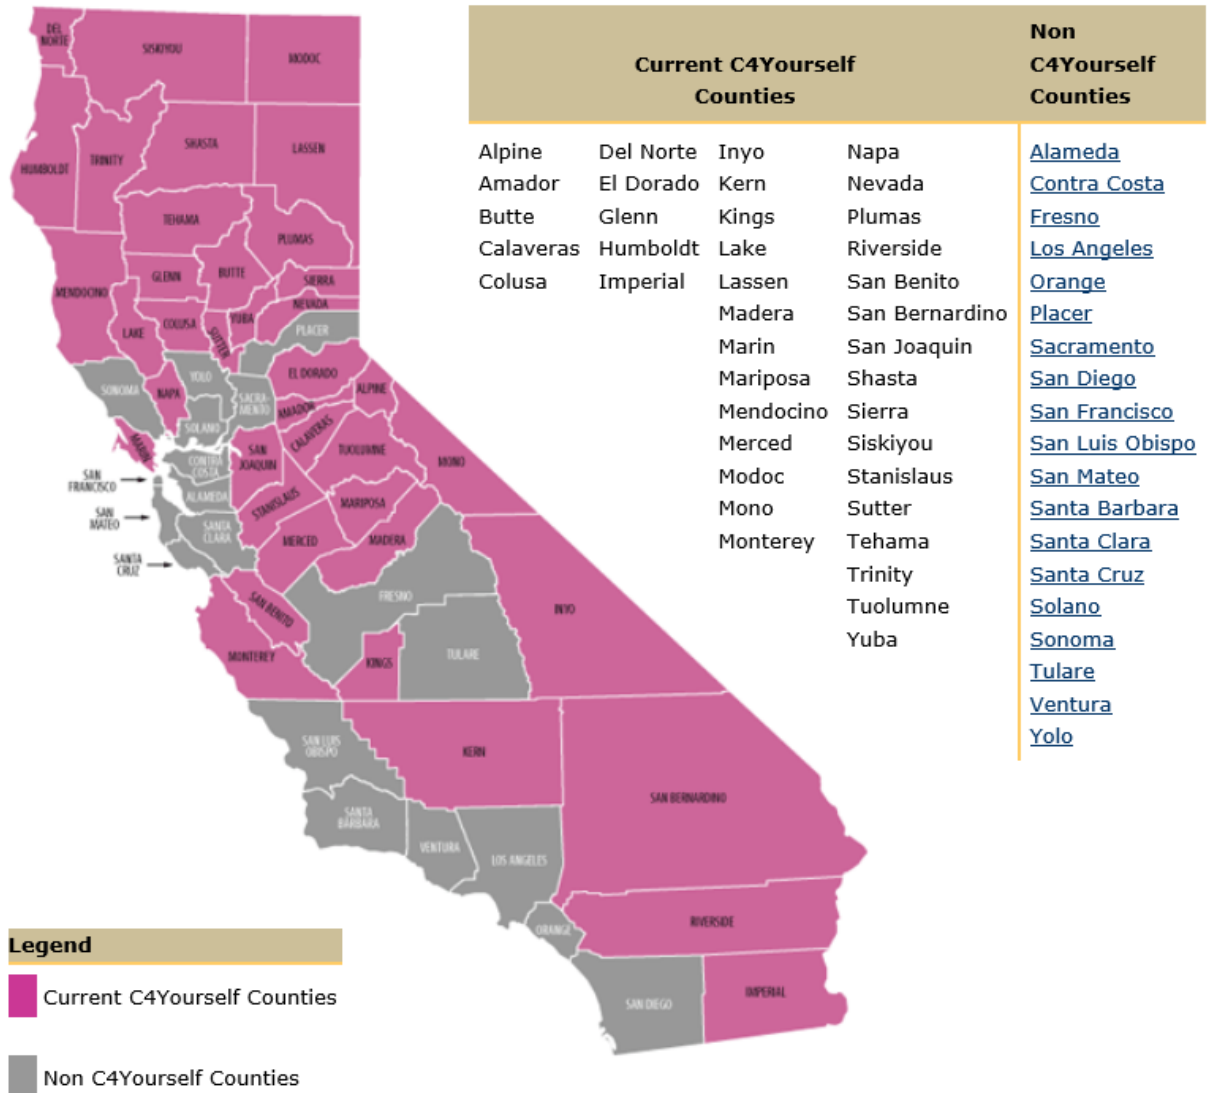 Current C4Yourself
Counties
Non
C4Yourself
Counties
Alpine Del Norte Inyo Napa Alameda
Amador El Dorado Kern Nevada Contra Costa
Butte Glenn Kings Plumas Fresno
Calaveras Humboldt Lake Riverside Los Angeles
Colusa Imperial Lassen San Benito Orange
Madera San Bernardino Placer
Marin San Joaquin Sacramento
Mariposa Shasta San Diego
Mendocino Sierra San Francisco
Merced Siskiyou San Luis Obispo
Modoc Stanislaus San Mateo
Mono Sutter Santa Barbara
Monterey Tehama Santa Clara
Trinity Santa Cruz
Tuolumne Solano
Yuba Sonoma
Tulare
Ventura
Yolo
DEL
NORTE
SISKIYOU
MODOC
HUMBOLDT
TRINITY
SHASTA
LASSEN
TEHAMA
PLUMAS
MENDOCINO
GLENN
BUTTE
SIERRA
NEVADA
LAKE
COLUSA
SUTTER
YUBA
PLACER
SONOMA
NAPA
YOLO
SACRA-
MENTO
EL DORADO
ALPINE
AMADOR
SOLANO
CALAVERAS
MARIN
CONTRA
COSTA
SAN
JOAQUIN
TUOLUMNE
MONO
SAN
FRANCISCO
ALAMEDA
STANISLAUS
MARIPOSA
SAN
MATEO
SANTA
CLARA
MERCED
MADERA
SANTA
CRUZ
SAN BENITO
FRESNO
INYO
MONTEREY
KINGS
TULARE
SAN LUIS
OBISPO
KERN
SAN BERNARDINO
SANTA
BARBARA
VENTURA
LOS ANGELES
ORANGE
RIVERSIDE
SAN DIEGO
IMPERIAL
Legend
Current C4Yourself Counties
Non C4Yourself Counties